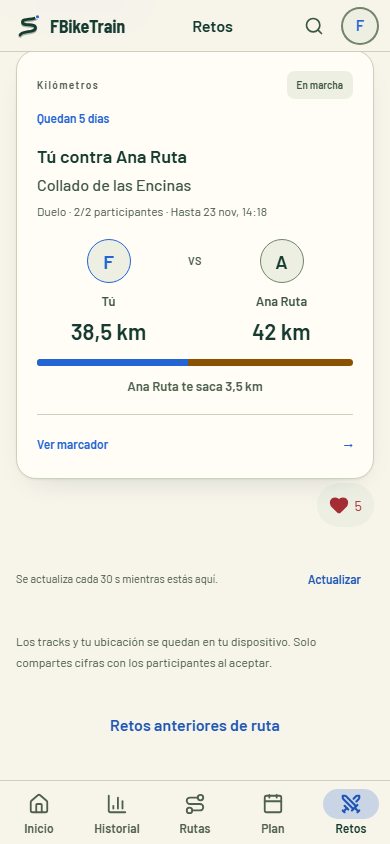 FBikeTrain
Retos
F
Kilómetros
En marcha
Quedan 5 días
Tú contra Ana Ruta
Collado de las Encinas
Duelo · 2/2 participantes · Hasta 23 nov, 14:18
F
VS
A
Tú
Ana Ruta
38,5 km
42 km
Ana Ruta te saca 3,5 km
Ver marcador →
5
Se actualiza cada 30 s mientras estás aquí.
Actualizar
Los tracks y tu ubicación se quedan en tu dispositivo. Solo
compartes cifras con los participantes al aceptar.
Retos anteriores de ruta
Inicio
Historial
Rutas
Plan
Retos